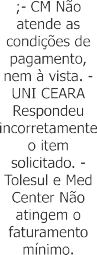 ;- CM Não
atende as
condições de
pagamento,
nem à vista. -
UNI CEARA
Respondeu
incorretamente
o item
solicitado. -
Tolesul e Med
Center Não
atingem o
faturamento
mínimo.